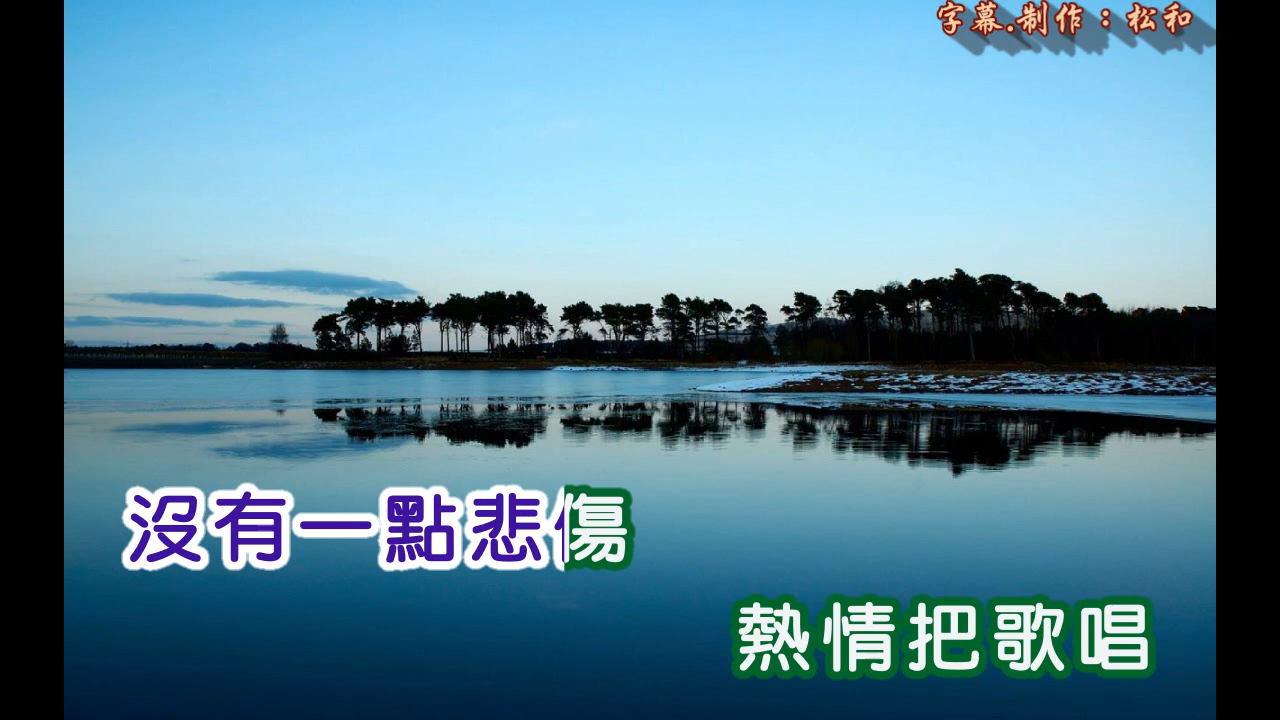 字幕.制作：松和
沒有一點悲傷
熱情把歌唱